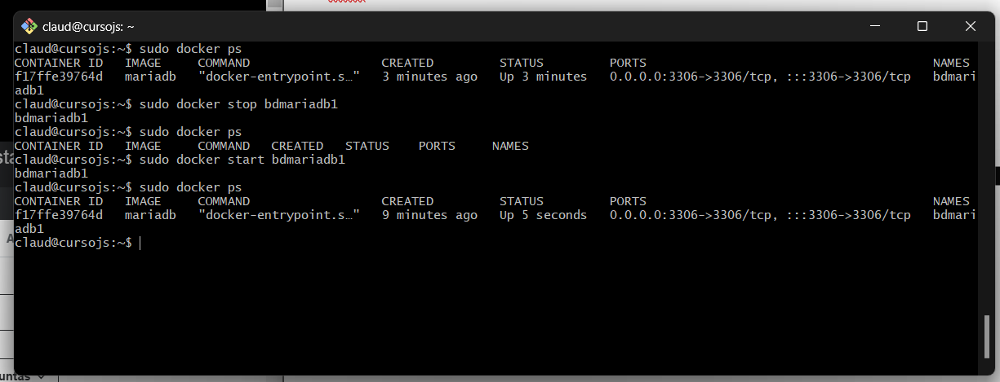 claud@cursojs: ~
claud@cursojs:~$ sudo docker ps
CONTAINER ID   IMAGE     COMMAND                  CREATED         STATUS         PORTS                                       NAMES
f17ffe39764d   mariadb   "docker-entrypoint.s…"   3 minutes ago   Up 3 minutes   0.0.0.0:3306->3306/tcp, :::3306->3306/tcp   bdmari
adb1
claud@cursojs:~$ sudo docker stop bdmariadb1
bdmariadb1
claud@cursojs:~$ sudo docker ps
CONTAINER ID   IMAGE     COMMAND   CREATED   STATUS    PORTS     NAMES
claud@cursojs:~$ sudo docker start bdmariadb1
bdmariadb1
claud@cursojs:~$ sudo docker ps
CONTAINER ID   IMAGE     COMMAND                  CREATED         STATUS         PORTS                                       NAMES
f17ffe39764d   mariadb   "docker-entrypoint.s…"   9 minutes ago   Up 5 seconds   0.0.0.0:3306->3306/tcp, :::3306->3306/tcp   bdmari
adb1
claud@cursojs:~$